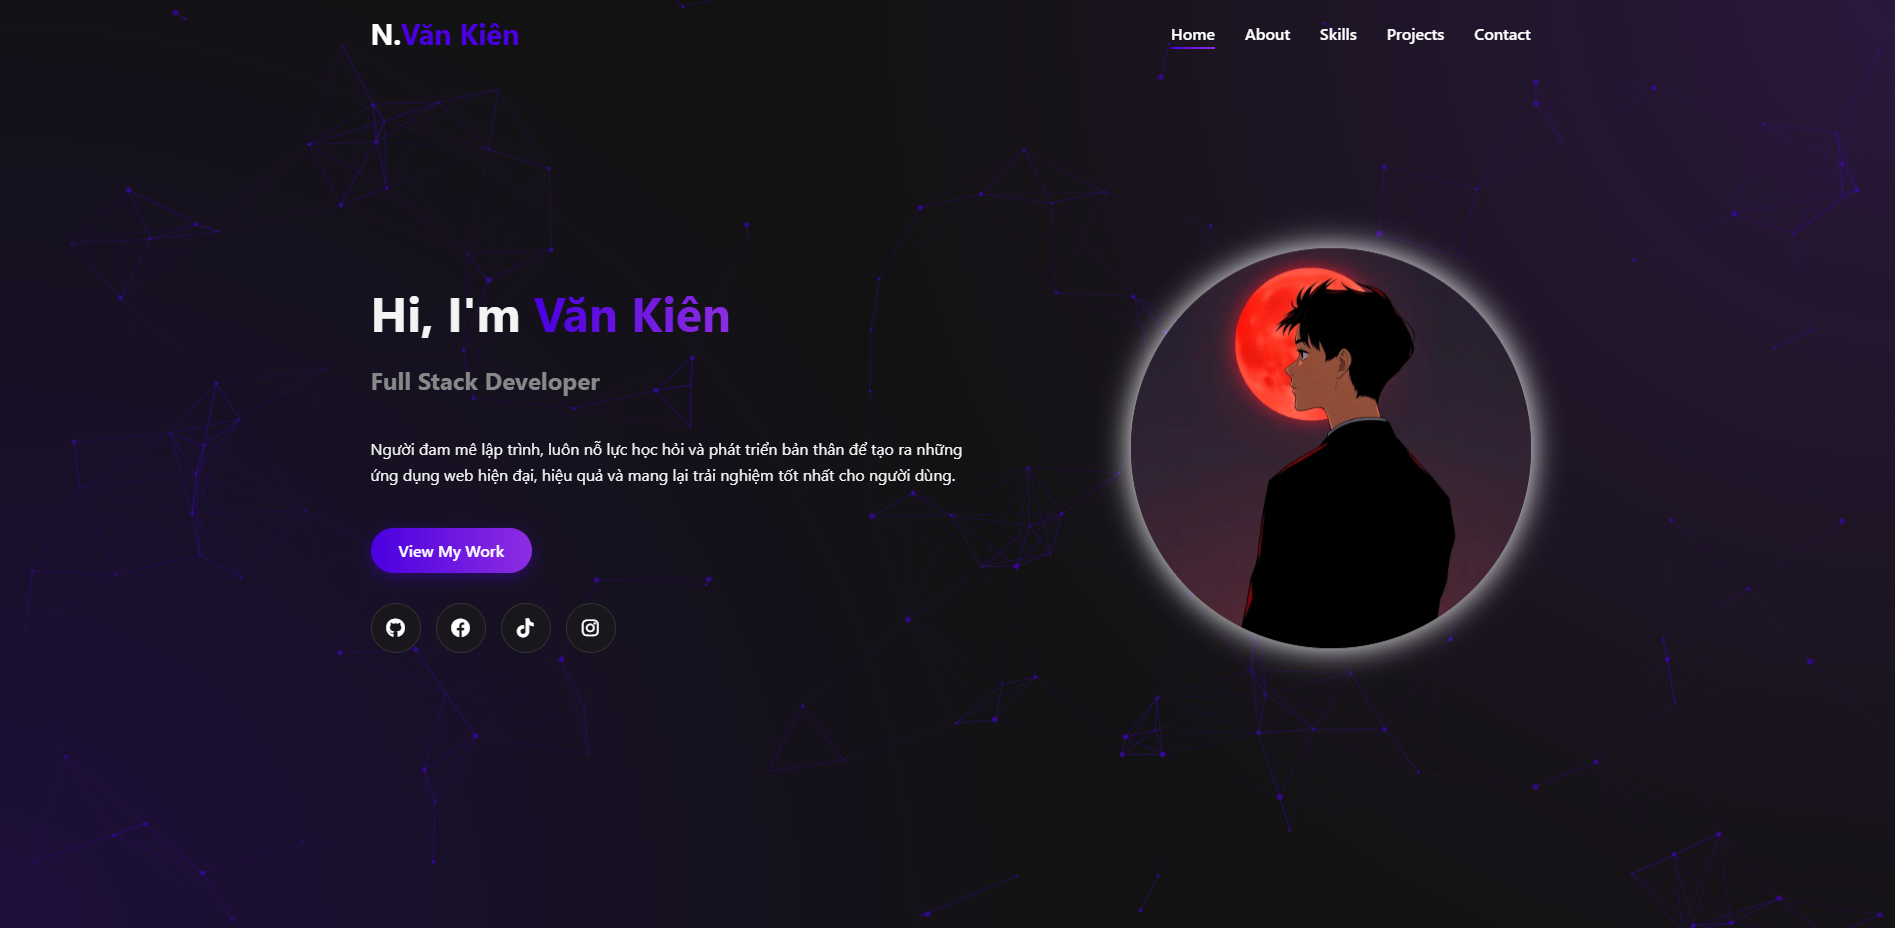 N.Văn Kiên
Home About Skills Projects Contact
Hi, I'm Văn Kiên
Full Stack Developer
Người đam mê lập trình, luôn nỗ lực học hỏi và phát triển bản thân để tạo ra những
ứng dụng web hiện đại, hiệu quả và mang lại trải nghiệm tốt nhất cho người dùng.
View My Work